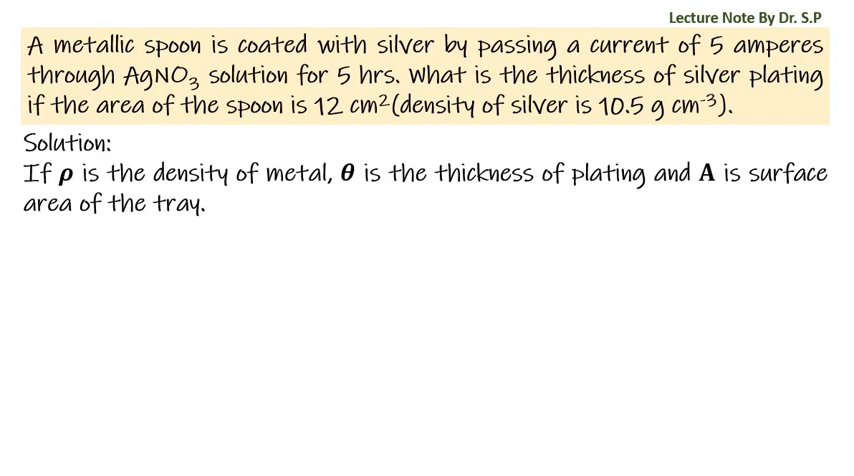 Lecture Note By Dr. S.P
A metallic spoon is coated with silver by passing a current of 5 amperes
through AgNO₃ solution for 5 hrs. What is the thickness of silver plating
if the area of the spoon is 12 cm² (density of silver is 10.5 g cm⁻³).
Solution:
If ρ is the density of metal, θ is the thickness of plating and A is surface
area of the tray.